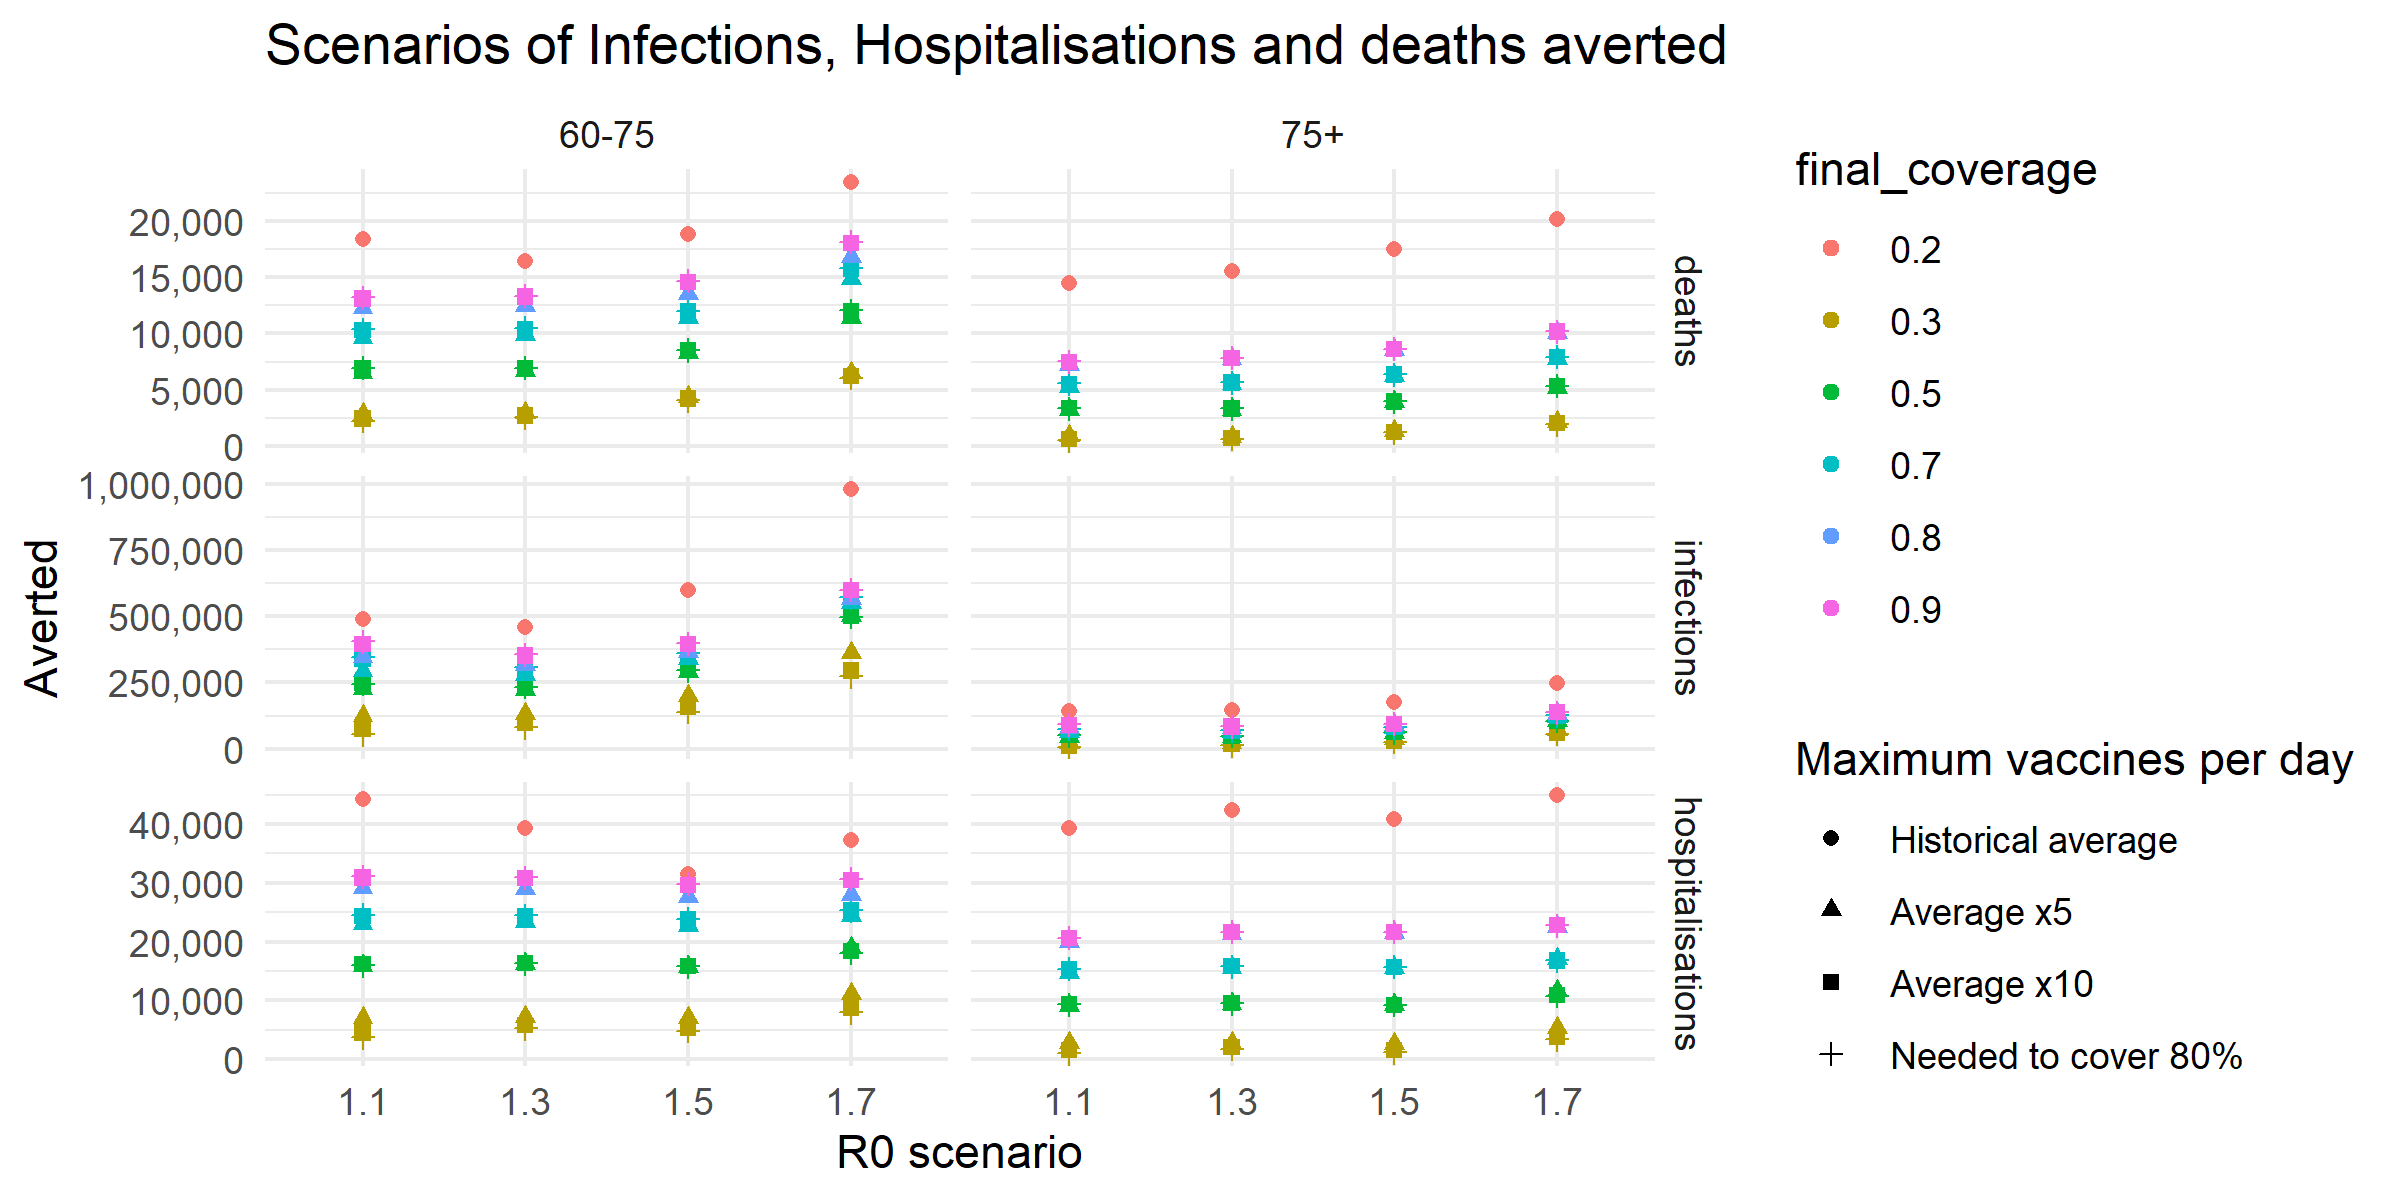 Scenarios of Infections, Hospitalisations and deaths averted
60-75
75+
20,000
15,000
10,000
5,000
0
deaths
1,000,000
750,000
500,000
250,000
0
infections
40,000
30,000
20,000
10,000
0
hospitalisations
Averted
1.1
1.3
1.5
1.7
1.1
1.3
1.5
1.7
R0 scenario
final_coverage
0.2
0.3
0.5
0.7
0.8
0.9
Maximum vaccines per day
Historical average
Average x5
Average x10
Needed to cover 80%